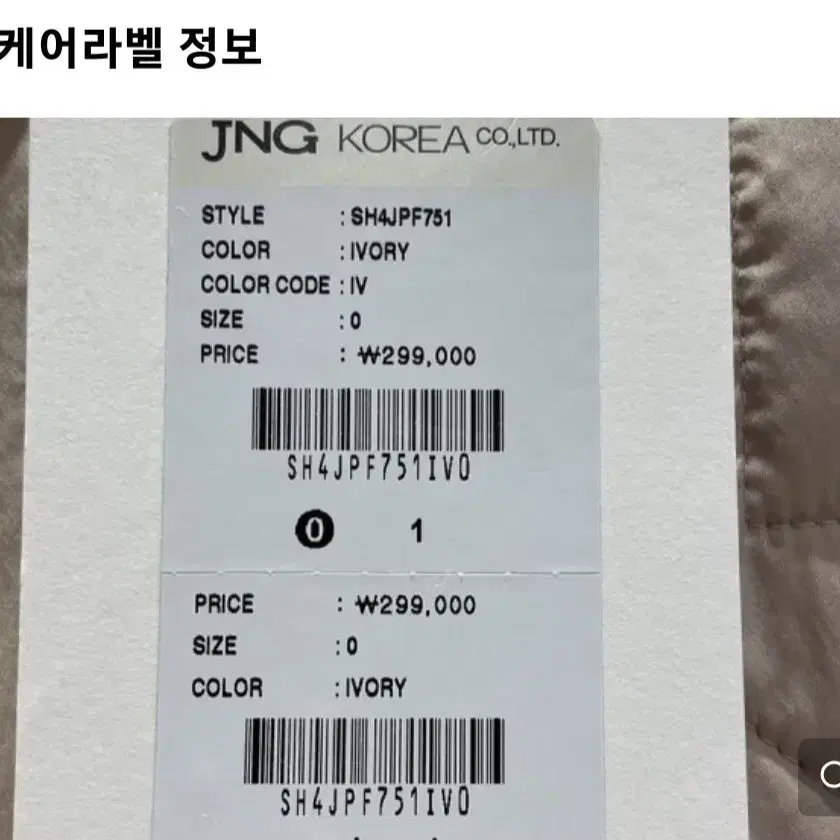 케어라벨 정보
JNG KOREA CO.,LTD.
STYLE : SH4JPF751
COLOR : IVORY
COLOR CODE : IV
SIZE : 0
PRICE : ₩299,000
SH4JPF751IV0
0 1
PRICE : ₩299,000
SIZE : 0
COLOR : IVORY
SH4JPF751IV0